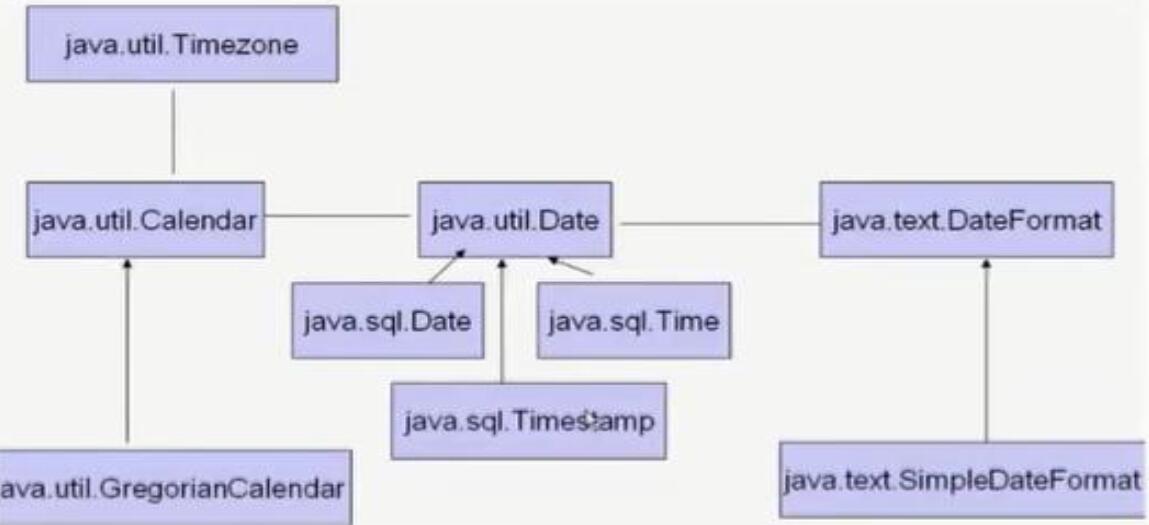 java.util.Timezone
java.util.Calendar
java.util.Date
java.text.DateFormat
java.sql.Date
java.sql.Time
java.sql.Timestamp
ava.util.GregorianCalendar
java.text.SimpleDateFormat